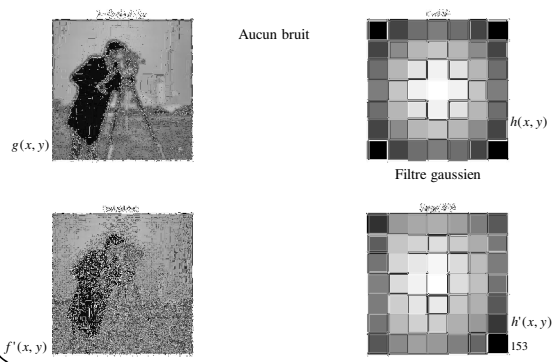 Aucun bruit
g(x, y)
h(x, y)
Filtre gaussien
f'(x, y)
h'(x, y)
153